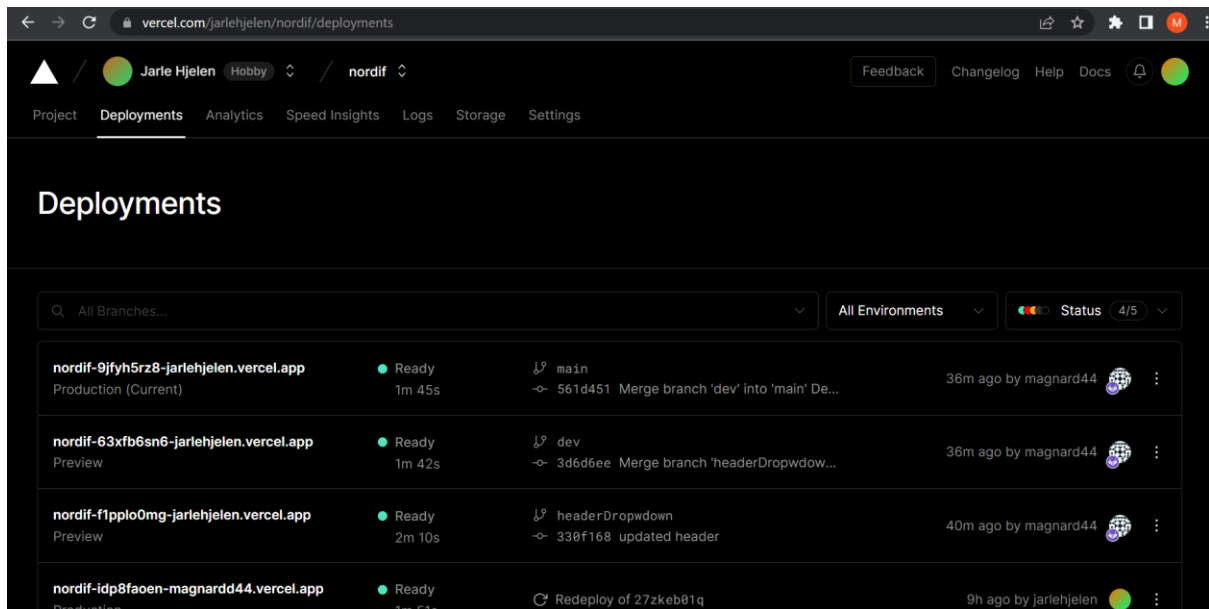 vercel.com/jarlehjelen/nordif/deployments
M
Jarle Hjelen Hobby
nordif
Feedback Changelog Help Docs
Project Deployments Analytics Speed Insights Logs Storage Settings
Deployments
All Branches...
All Environments
Status 4/5
nordif-9jfyh5rz8-jarlehjelen.vercel.app
Production (Current)
Ready
1m 45s
main
561d451 Merge branch 'dev' into 'main' De...
36m ago by magnard44
nordif-63xfb6sn6-jarlehjelen.vercel.app
Preview
Ready
1m 42s
dev
3d6d6ee Merge branch 'headerDropwdow...
36m ago by magnard44
nordif-f1pplo0mg-jarlehjelen.vercel.app
Preview
Ready
2m 10s
headerDropwdown
330f168 updated header
40m ago by magnard44
nordif-idp8faoen-magnardd44.vercel.app
Production
Ready
1m 51s
Redeploy of 27zkeb01q
9h ago by jarlehjelen